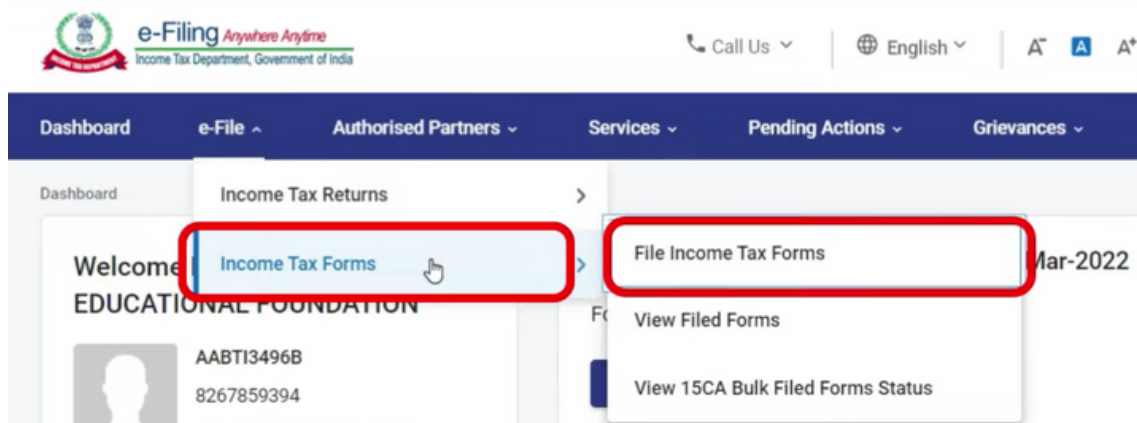 e-Filing Anywhere Anytime
Income Tax Department, Government of India
Call Us
English
A- A A+
Dashboard e-File Authorised Partners Services Pending Actions Grievances
Dashboard
Income Tax Returns
Income Tax Forms
File Income Tax Forms
View Filed Forms
View 15CA Bulk Filed Forms Status
Welcome
Mar-2022
EDUCATIONAL FOUNDATION
AABTI3496B
8267859394